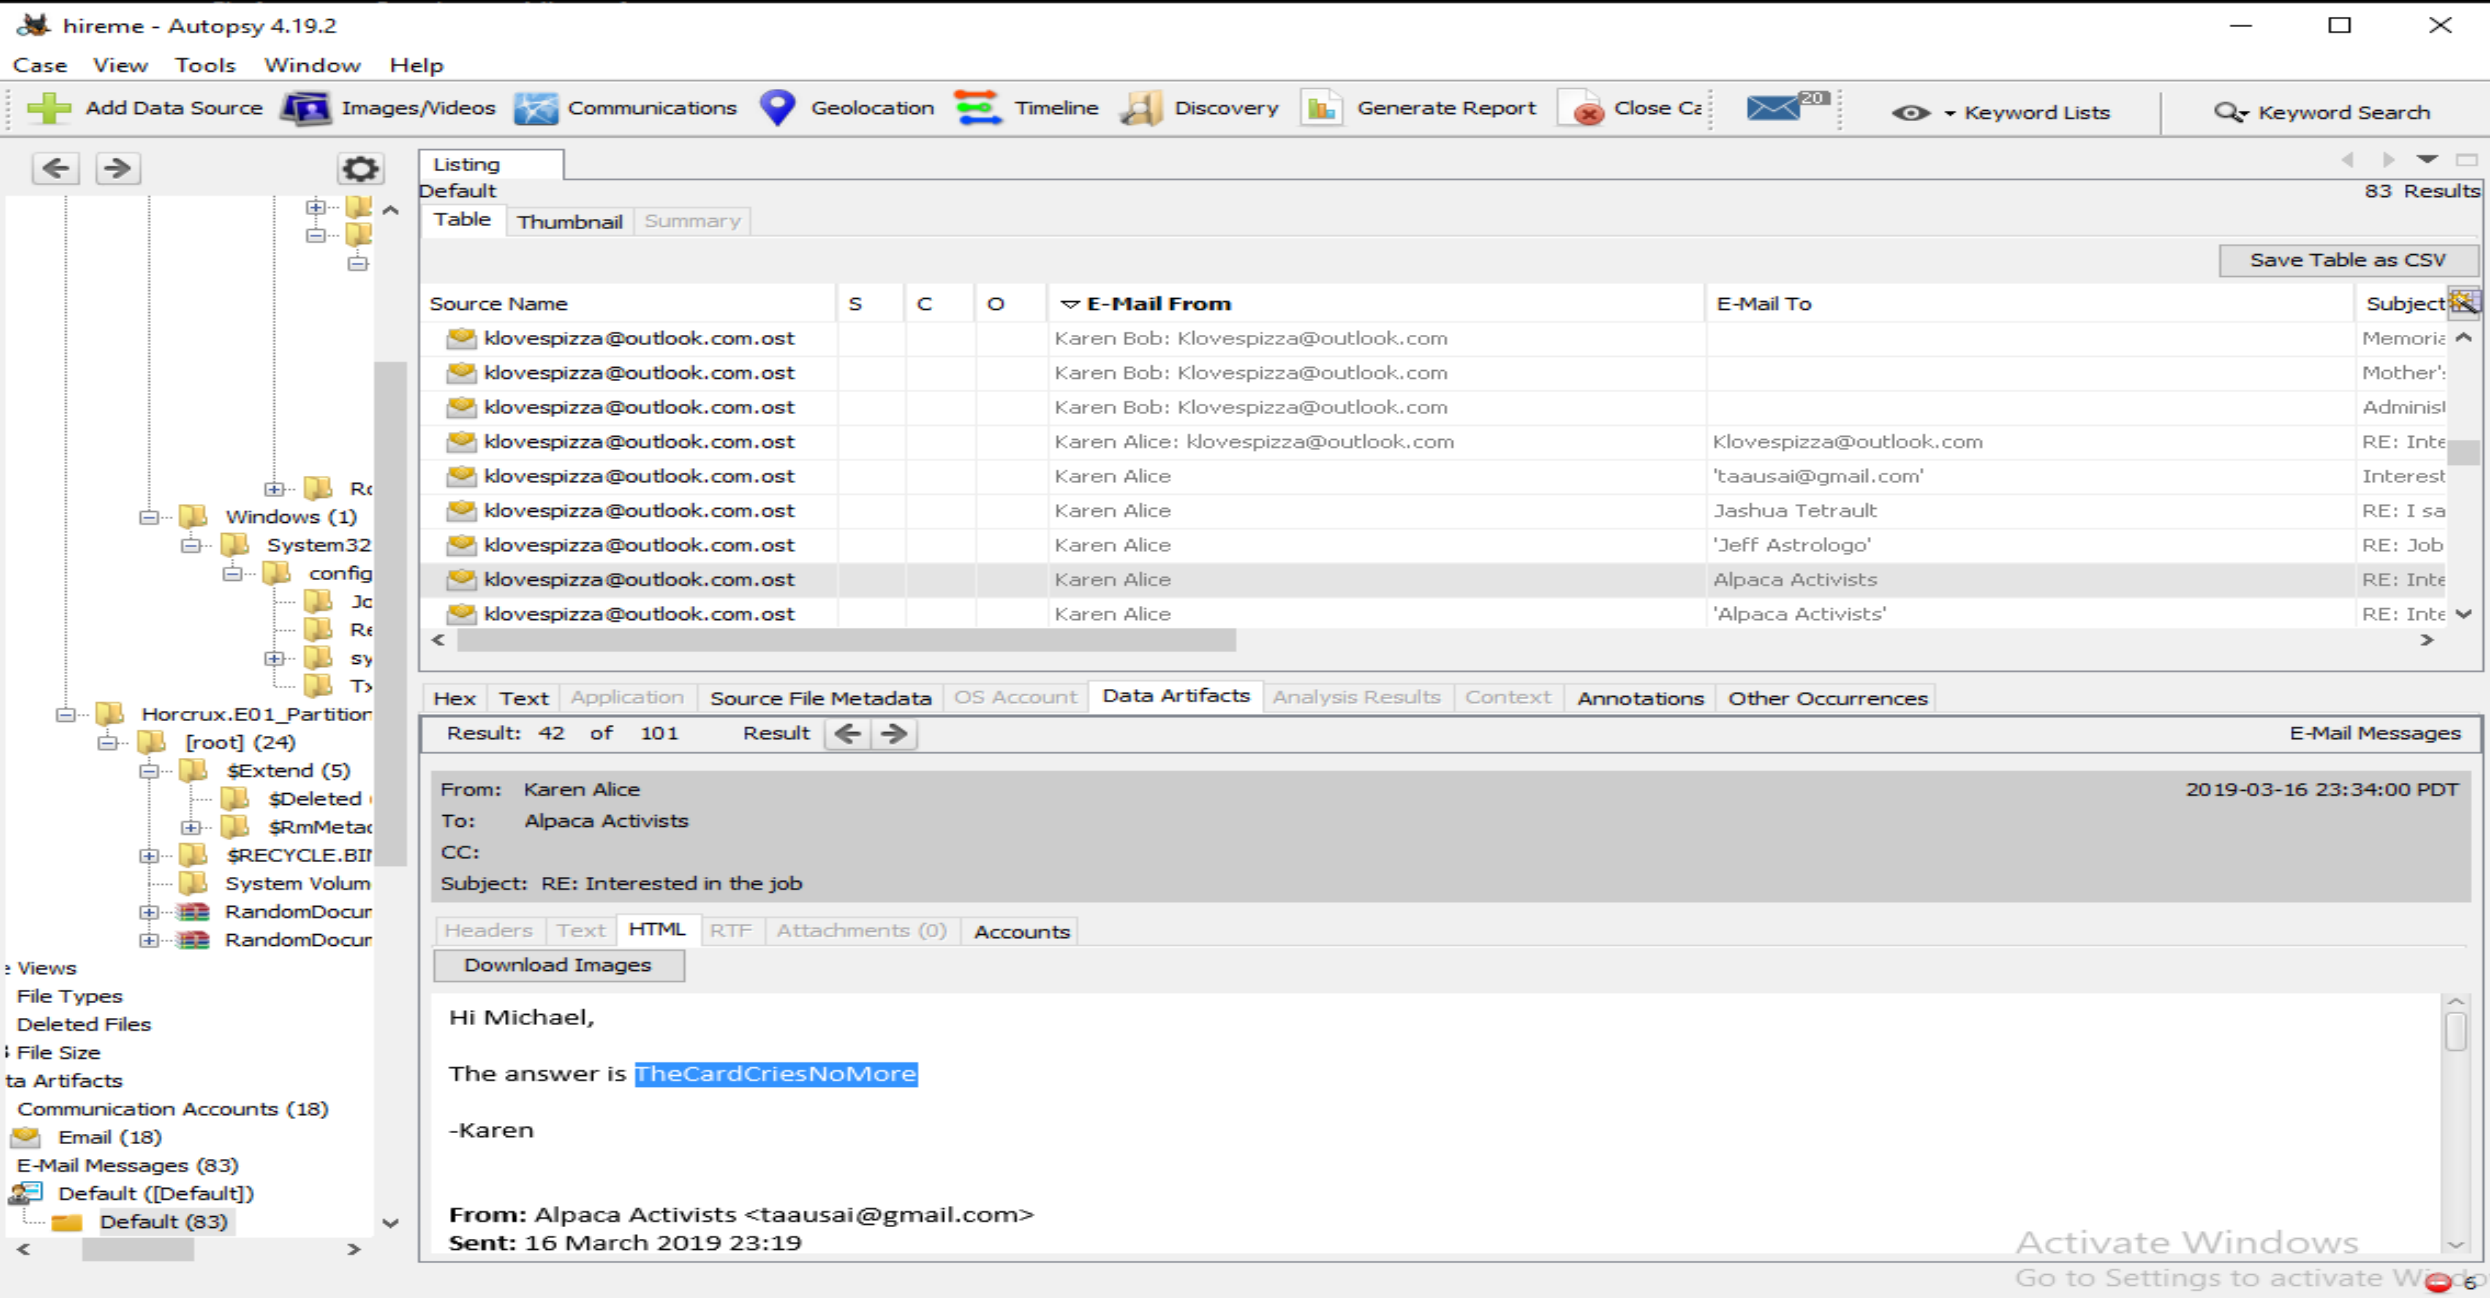 hireme - Autopsy 4.19.2
Case View Tools Window Help
Add Data Source Images/Videos Communications Geolocation Timeline Discovery Generate Report Close Ca 20 Keyword Lists Keyword Search
Listing
Default 83 Results
Table Thumbnail Summary
Save Table as CSV
Source Name S C O E-Mail From E-Mail To Subject
klovespizza@outlook.com.ost Karen Bob: Klovespizza@outlook.com Memoria
klovespizza@outlook.com.ost Karen Bob: Klovespizza@outlook.com Mother's
klovespizza@outlook.com.ost Karen Bob: Klovespizza@outlook.com Administ
klovespizza@outlook.com.ost Karen Alice: klovespizza@outlook.com Klovespizza@outlook.com RE: Inte
klovespizza@outlook.com.ost Karen Alice 'taausai@gmail.com' Interest
klovespizza@outlook.com.ost Karen Alice Jashua Tetrault RE: I sa
klovespizza@outlook.com.ost Karen Alice 'Jeff Astrologo' RE: Job
klovespizza@outlook.com.ost Karen Alice Alpaca Activists RE: Inte
klovespizza@outlook.com.ost Karen Alice 'Alpaca Activists' RE: Inte
Ro
Windows (1)
System32
config
Jo
Re
sy
Tx
Horcrux.E01_Partition
[root] (24)
$Extend (5)
$Deleted
$RmMetad
$RECYCLE.BIN
System Volum
RandomDocum
RandomDocum
Views
File Types
Deleted Files
File Size
ta Artifacts
Communication Accounts (18)
Email (18)
E-Mail Messages (83)
Default ([Default])
Default (83)
Hex Text Application Source File Metadata OS Account Data Artifacts Analysis Results Context Annotations Other Occurrences
Result: 42 of 101 Result E-Mail Messages
From: Karen Alice 2019-03-16 23:34:00 PDT
To: Alpaca Activists
CC:
Subject: RE: Interested in the job
Headers Text HTML RTF Attachments (0) Accounts
Download Images
Hi Michael,
The answer is TheCardCriesNoMore
-Karen
From: Alpaca Activists <taausai@gmail.com>
Sent: 16 March 2019 23:19
Activate Windows
Go to Settings to activate Windo
6